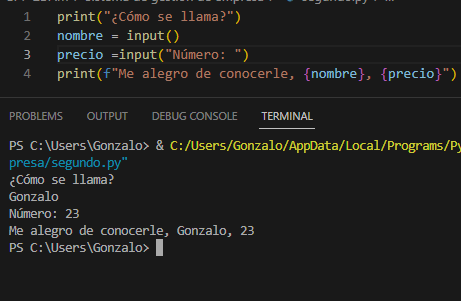 segundo.py
1 print("¿Cómo se llama?")
2 nombre = input()
3 precio =input("Número: ")
4 print(f"Me alegro de conocerle, {nombre}, {precio}")
PROBLEMS OUTPUT DEBUG CONSOLE TERMINAL
PS C:\Users\Gonzalo> & C:/Users/Gonzalo/AppData/Local/Programs/Py
presa/segundo.py"
¿Cómo se llama?
Gonzalo
Número: 23
Me alegro de conocerle, Gonzalo, 23
PS C:\Users\Gonzalo>